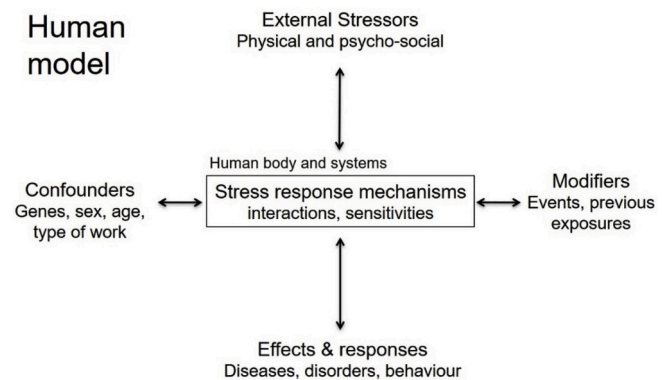 Human
model
External Stressors
Physical and psycho-social
Human body and systems
Confounders
Genes, sex, age,
type of work
Stress response mechanisms
interactions, sensitivities
Modifiers
Events, previous
exposures
Effects & responses
Diseases, disorders, behaviour